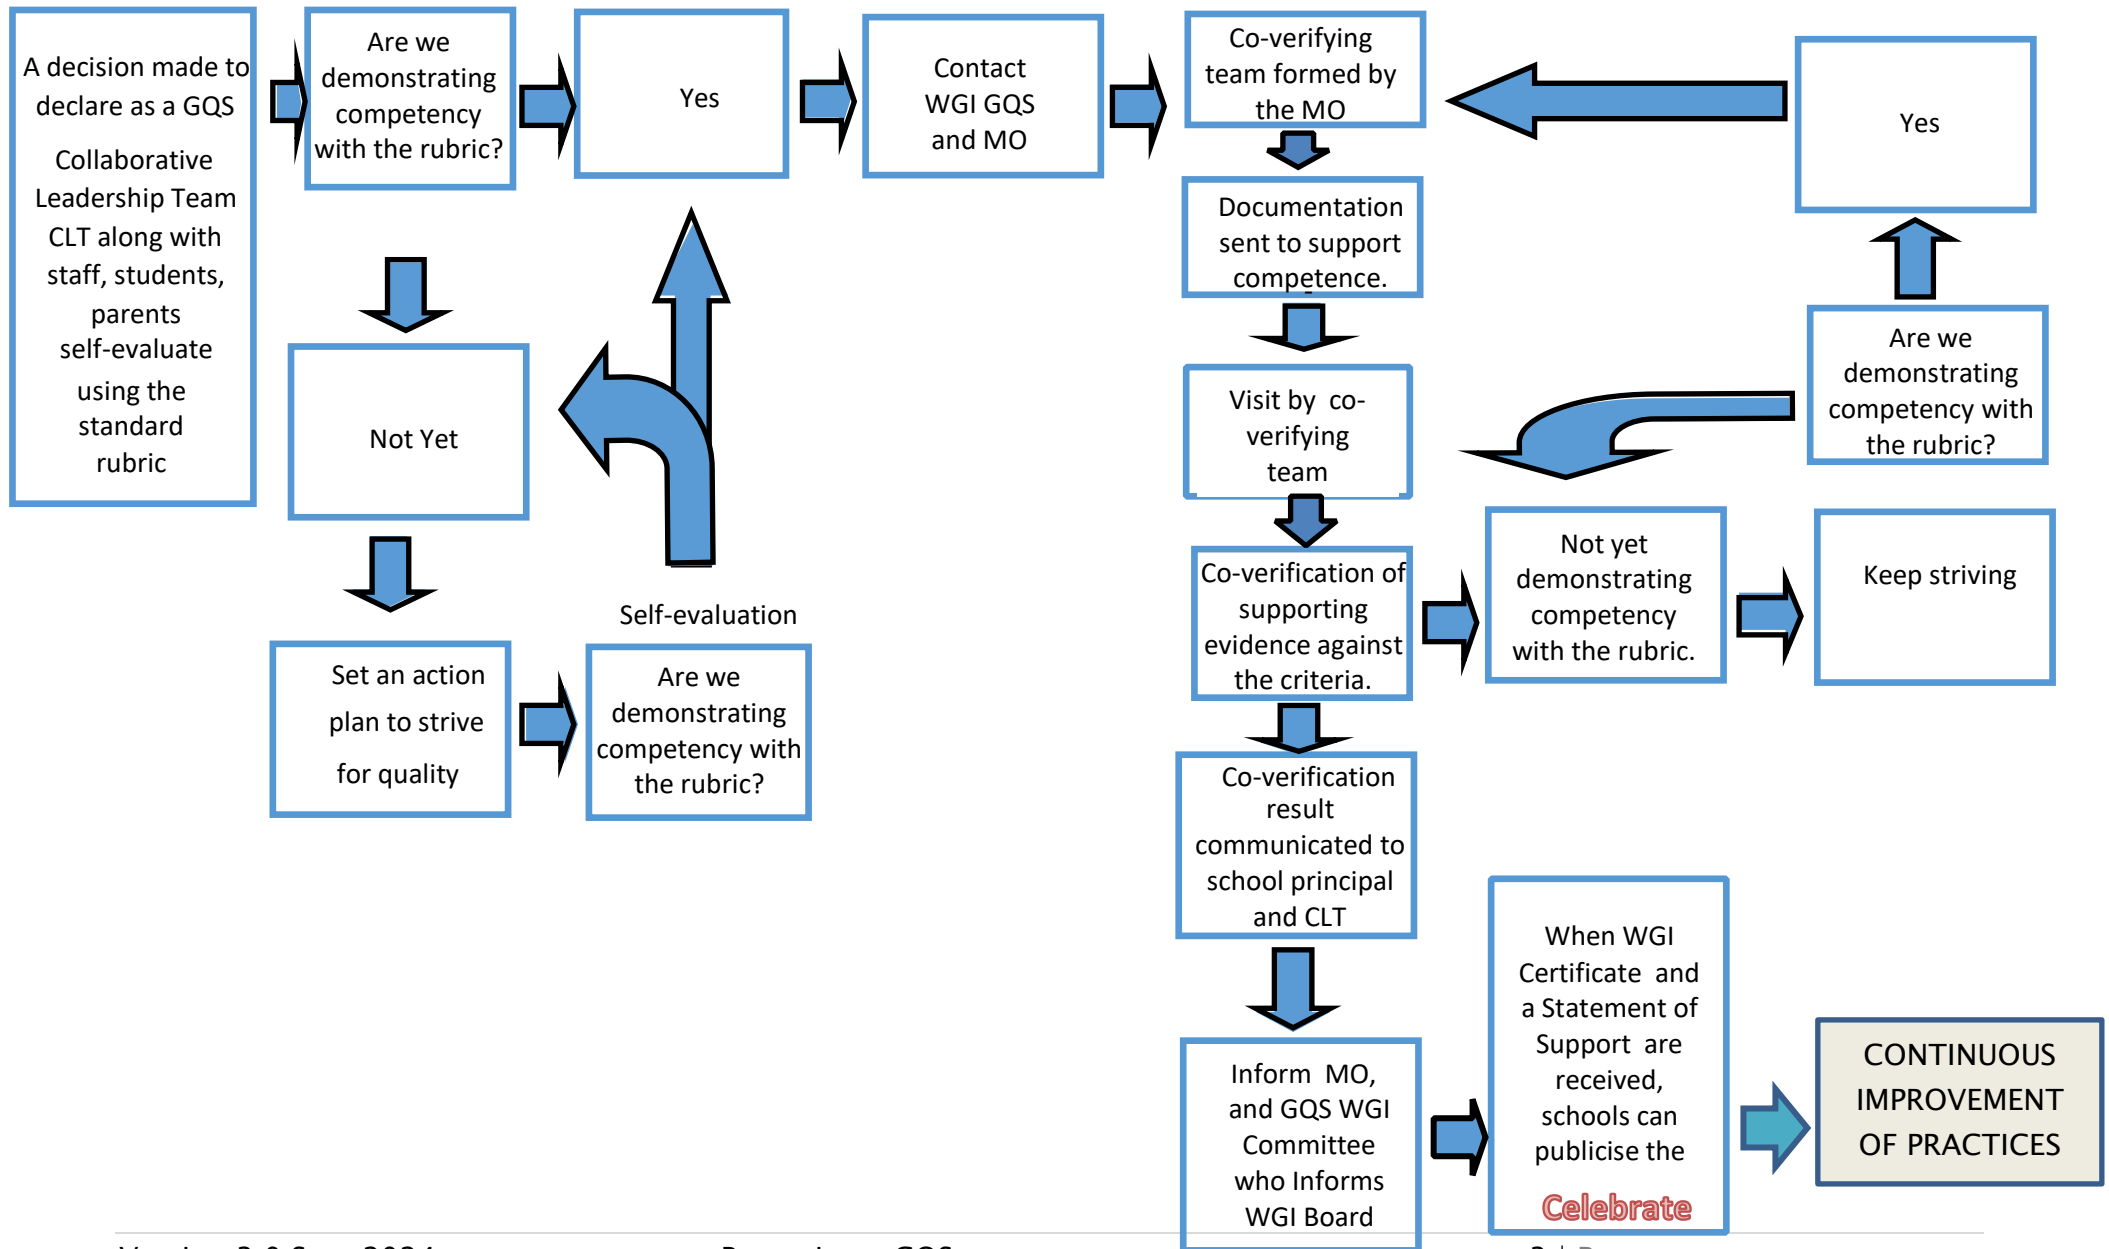 A decision made to
declare as a GQS
Collaborative
Leadership Team
CLT along with
staff, students,
parents
self-evaluate
using the
standard
rubric
Are we
demonstrating
competency
with the rubric?
Yes
Contact
WGI GQS
and MO
Co-verifying
team formed by
the MO
Yes
Documentation
sent to support
competence.
Not Yet
Visit by co-
verifying
team
Are we
demonstrating
competency with
the rubric?
Self-evaluation
Set an action
plan to strive
for quality
Are we
demonstrating
competency with
the rubric?
Co-verification of
supporting
evidence against
the criteria.
Not yet
demonstrating
competency
with the rubric.
Keep striving
Co-verification
result
communicated to
school principal
and CLT
Inform MO,
and GQS WGI
Committee
who Informs
WGI Board
When WGI
Certificate and
a Statement of
Support are
received,
schools can
publicise the
Celebrate
CONTINUOUS
IMPROVEMENT
OF PRACTICES